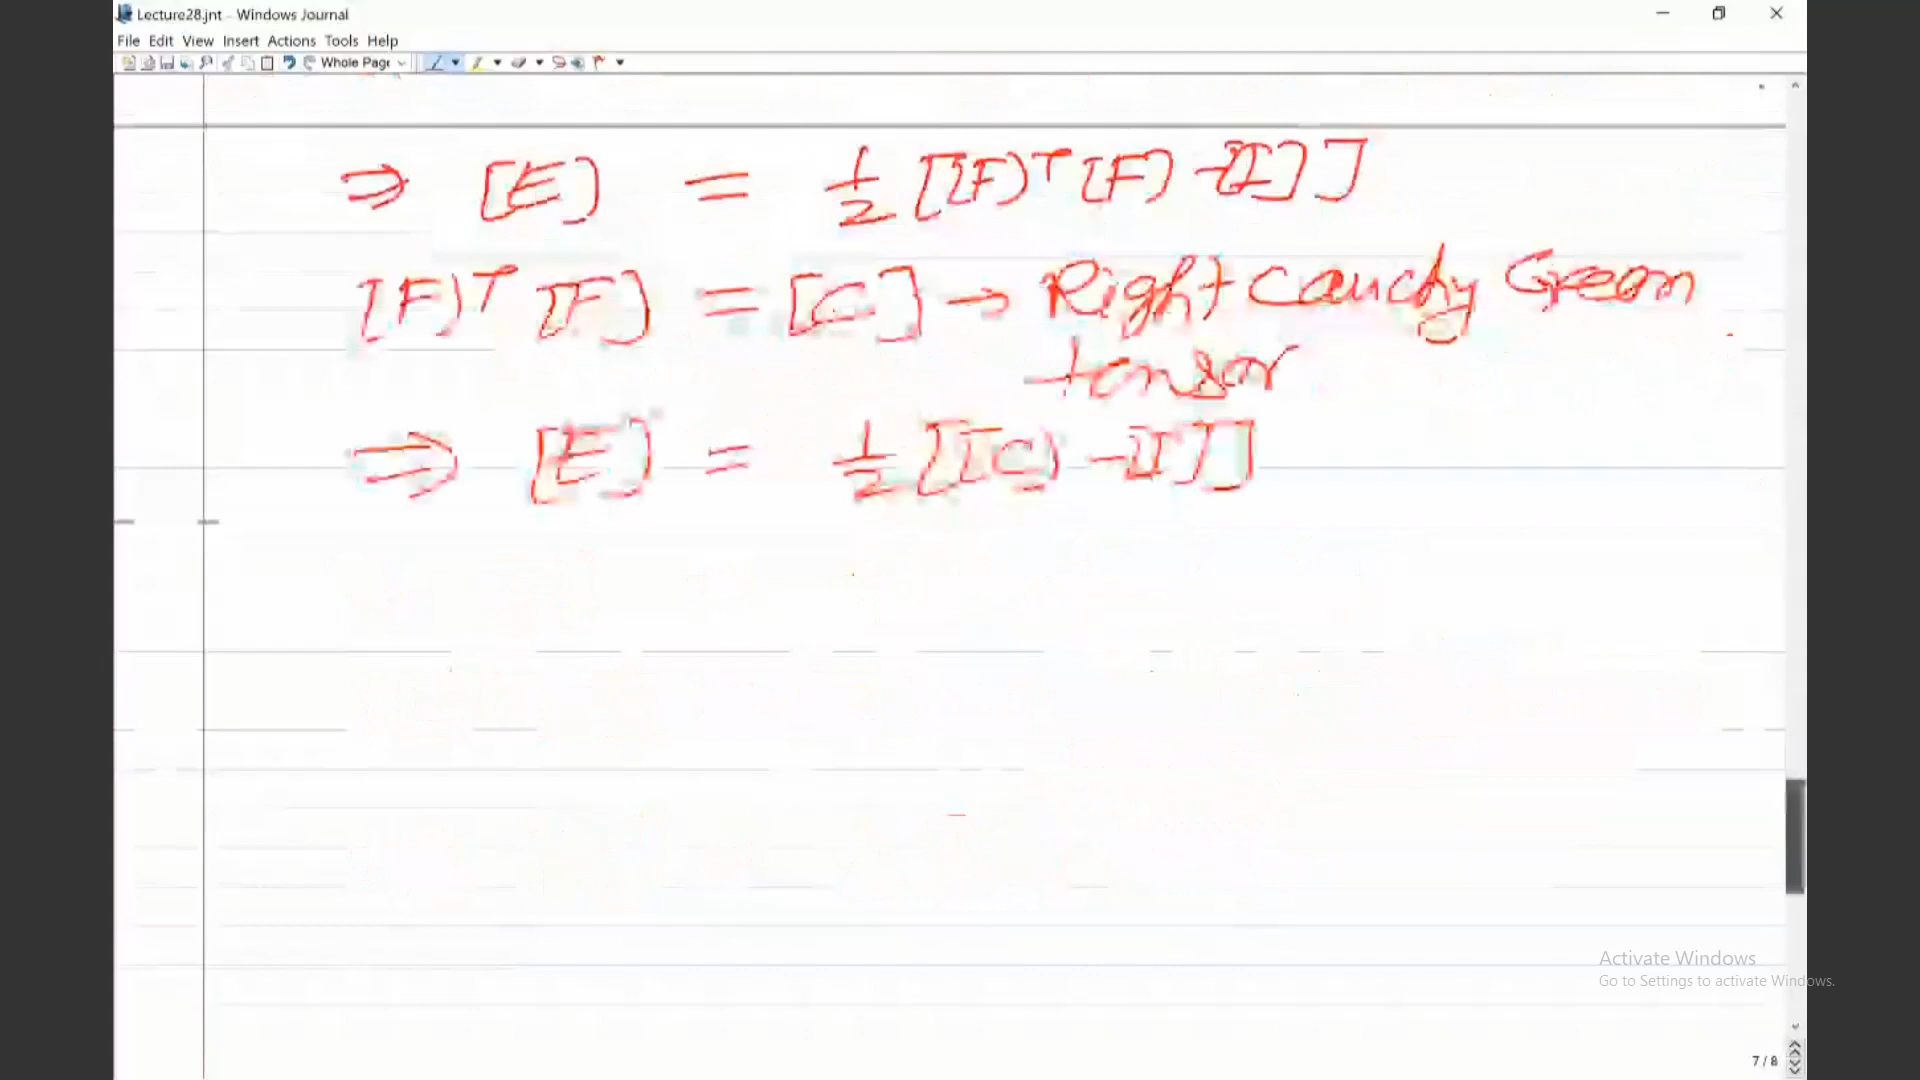 Lecture28.jnt - Windows Journal
File Edit View Insert Actions Tools Help
Whole Page
⇒ [E] = 1/2 [[F]ᵀ[F] - [I]]
[F]ᵀ [F] = [C] → Right Cauchy Green
tensor
⇒ [E] = 1/2 [[C] - [I]]
Activate Windows
Go to Settings to activate Windows.
7 / 8